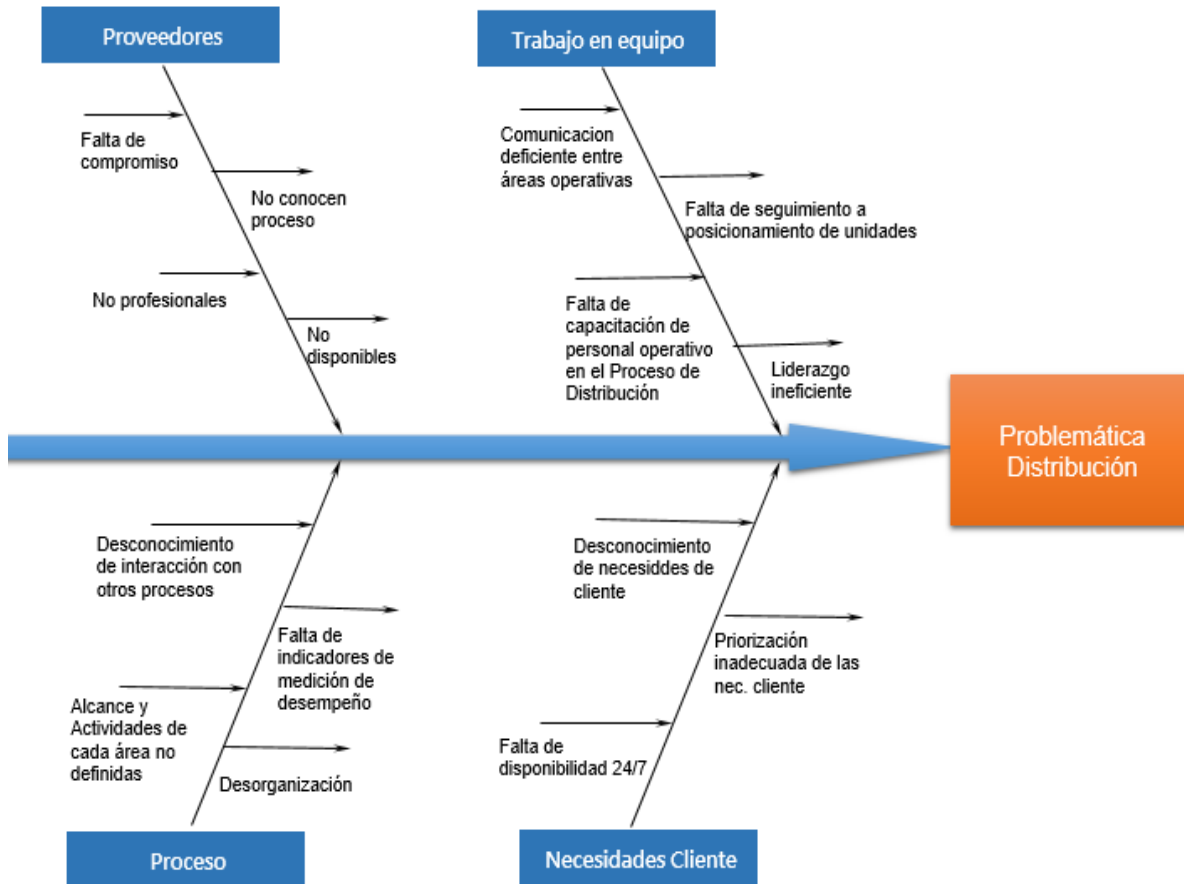 Proveedores
Falta de
compromiso
No conocen
proceso
No profesionales
No
disponibles
Trabajo en equipo
Comunicacion
deficiente entre
áreas operativas
Falta de seguimiento a
posicionamiento de unidades
Falta de
capacitación de
personal operativo
en el Proceso de
Distribución
Liderazgo
ineficiente
Problemática
Distribución
Desconocimiento
de interacción con
otros procesos
Falta de
indicadores de
medición de
desempeño
Alcance y
Actividades de
cada área no
definidas
Desorganización
Proceso
Desconocimiento
de necesiddes de
cliente
Priorización
inadecuada de las
nec. cliente
Falta de
disponibilidad 24/7
Necesidades Cliente